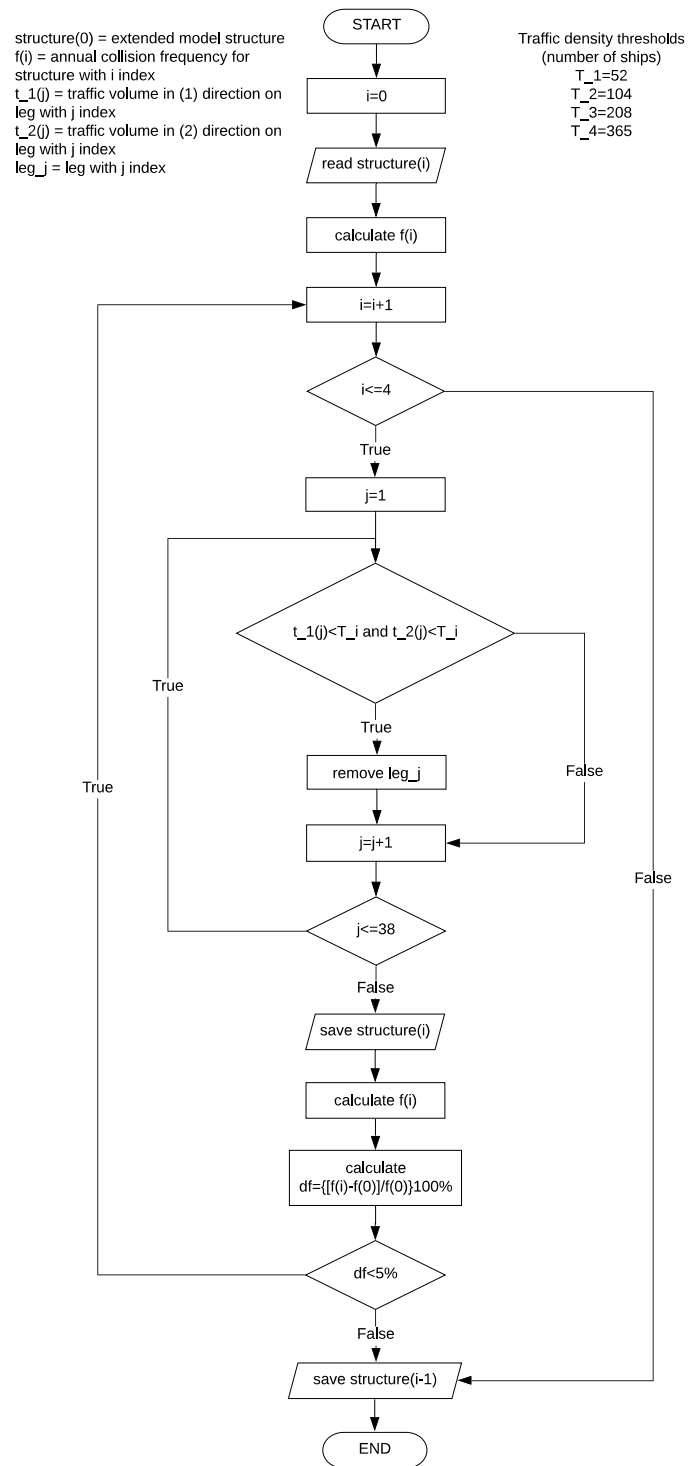 structure(0) = extended model structure
f(i) = annual collision frequency for
structure with i index
t_1(j) = traffic volume in (1) direction on
leg with j index
t_2(j) = traffic volume in (2) direction on
leg with j index
leg_j = leg with j index
Traffic density thresholds
(number of ships)
T_1=52
T_2=104
T_3=208
T_4=365
START
i=0
read structure(i)
calculate f(i)
i=i+1
i<=4
True
j=1
t_1(j)<T_i and t_2(j)<T_i
True
True
remove leg_j
False
True
j=j+1
False
j<=38
False
save structure(i)
calculate f(i)
calculate
df={[f(i)-f(0)]/f(0)}100%
df<5%
False
save structure(i-1)
END